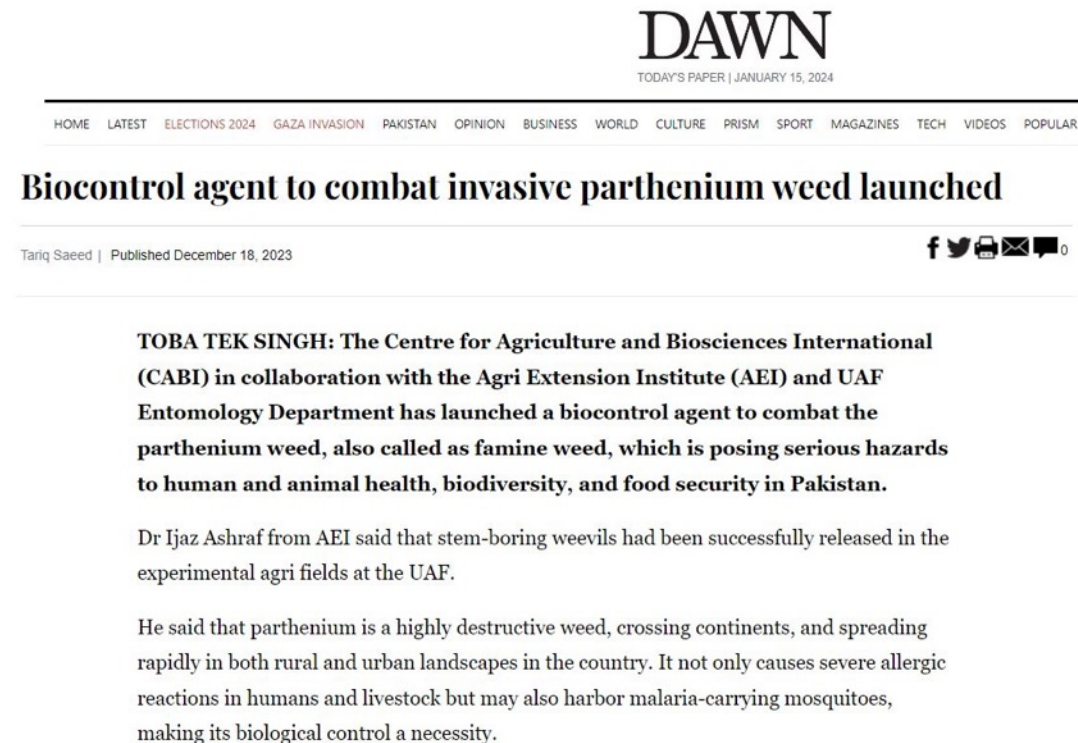 DAWN
TODAY'S PAPER | JANUARY 15, 2024
HOME LATEST ELECTIONS 2024 GAZA INVASION PAKISTAN OPINION BUSINESS WORLD CULTURE PRISM SPORT MAGAZINES TECH VIDEOS POPULAR
Biocontrol agent to combat invasive parthenium weed launched
Tariq Saeed | Published December 18, 2023
0
TOBA TEK SINGH: The Centre for Agriculture and Biosciences International
(CABI) in collaboration with the Agri Extension Institute (AEI) and UAF
Entomology Department has launched a biocontrol agent to combat the
parthenium weed, also called as famine weed, which is posing serious hazards
to human and animal health, biodiversity, and food security in Pakistan.
Dr Ijaz Ashraf from AEI said that stem-boring weevils had been successfully released in the
experimental agri fields at the UAF.
He said that parthenium is a highly destructive weed, crossing continents, and spreading
rapidly in both rural and urban landscapes in the country. It not only causes severe allergic
reactions in humans and livestock but may also harbor malaria-carrying mosquitoes,
making its biological control a necessity.